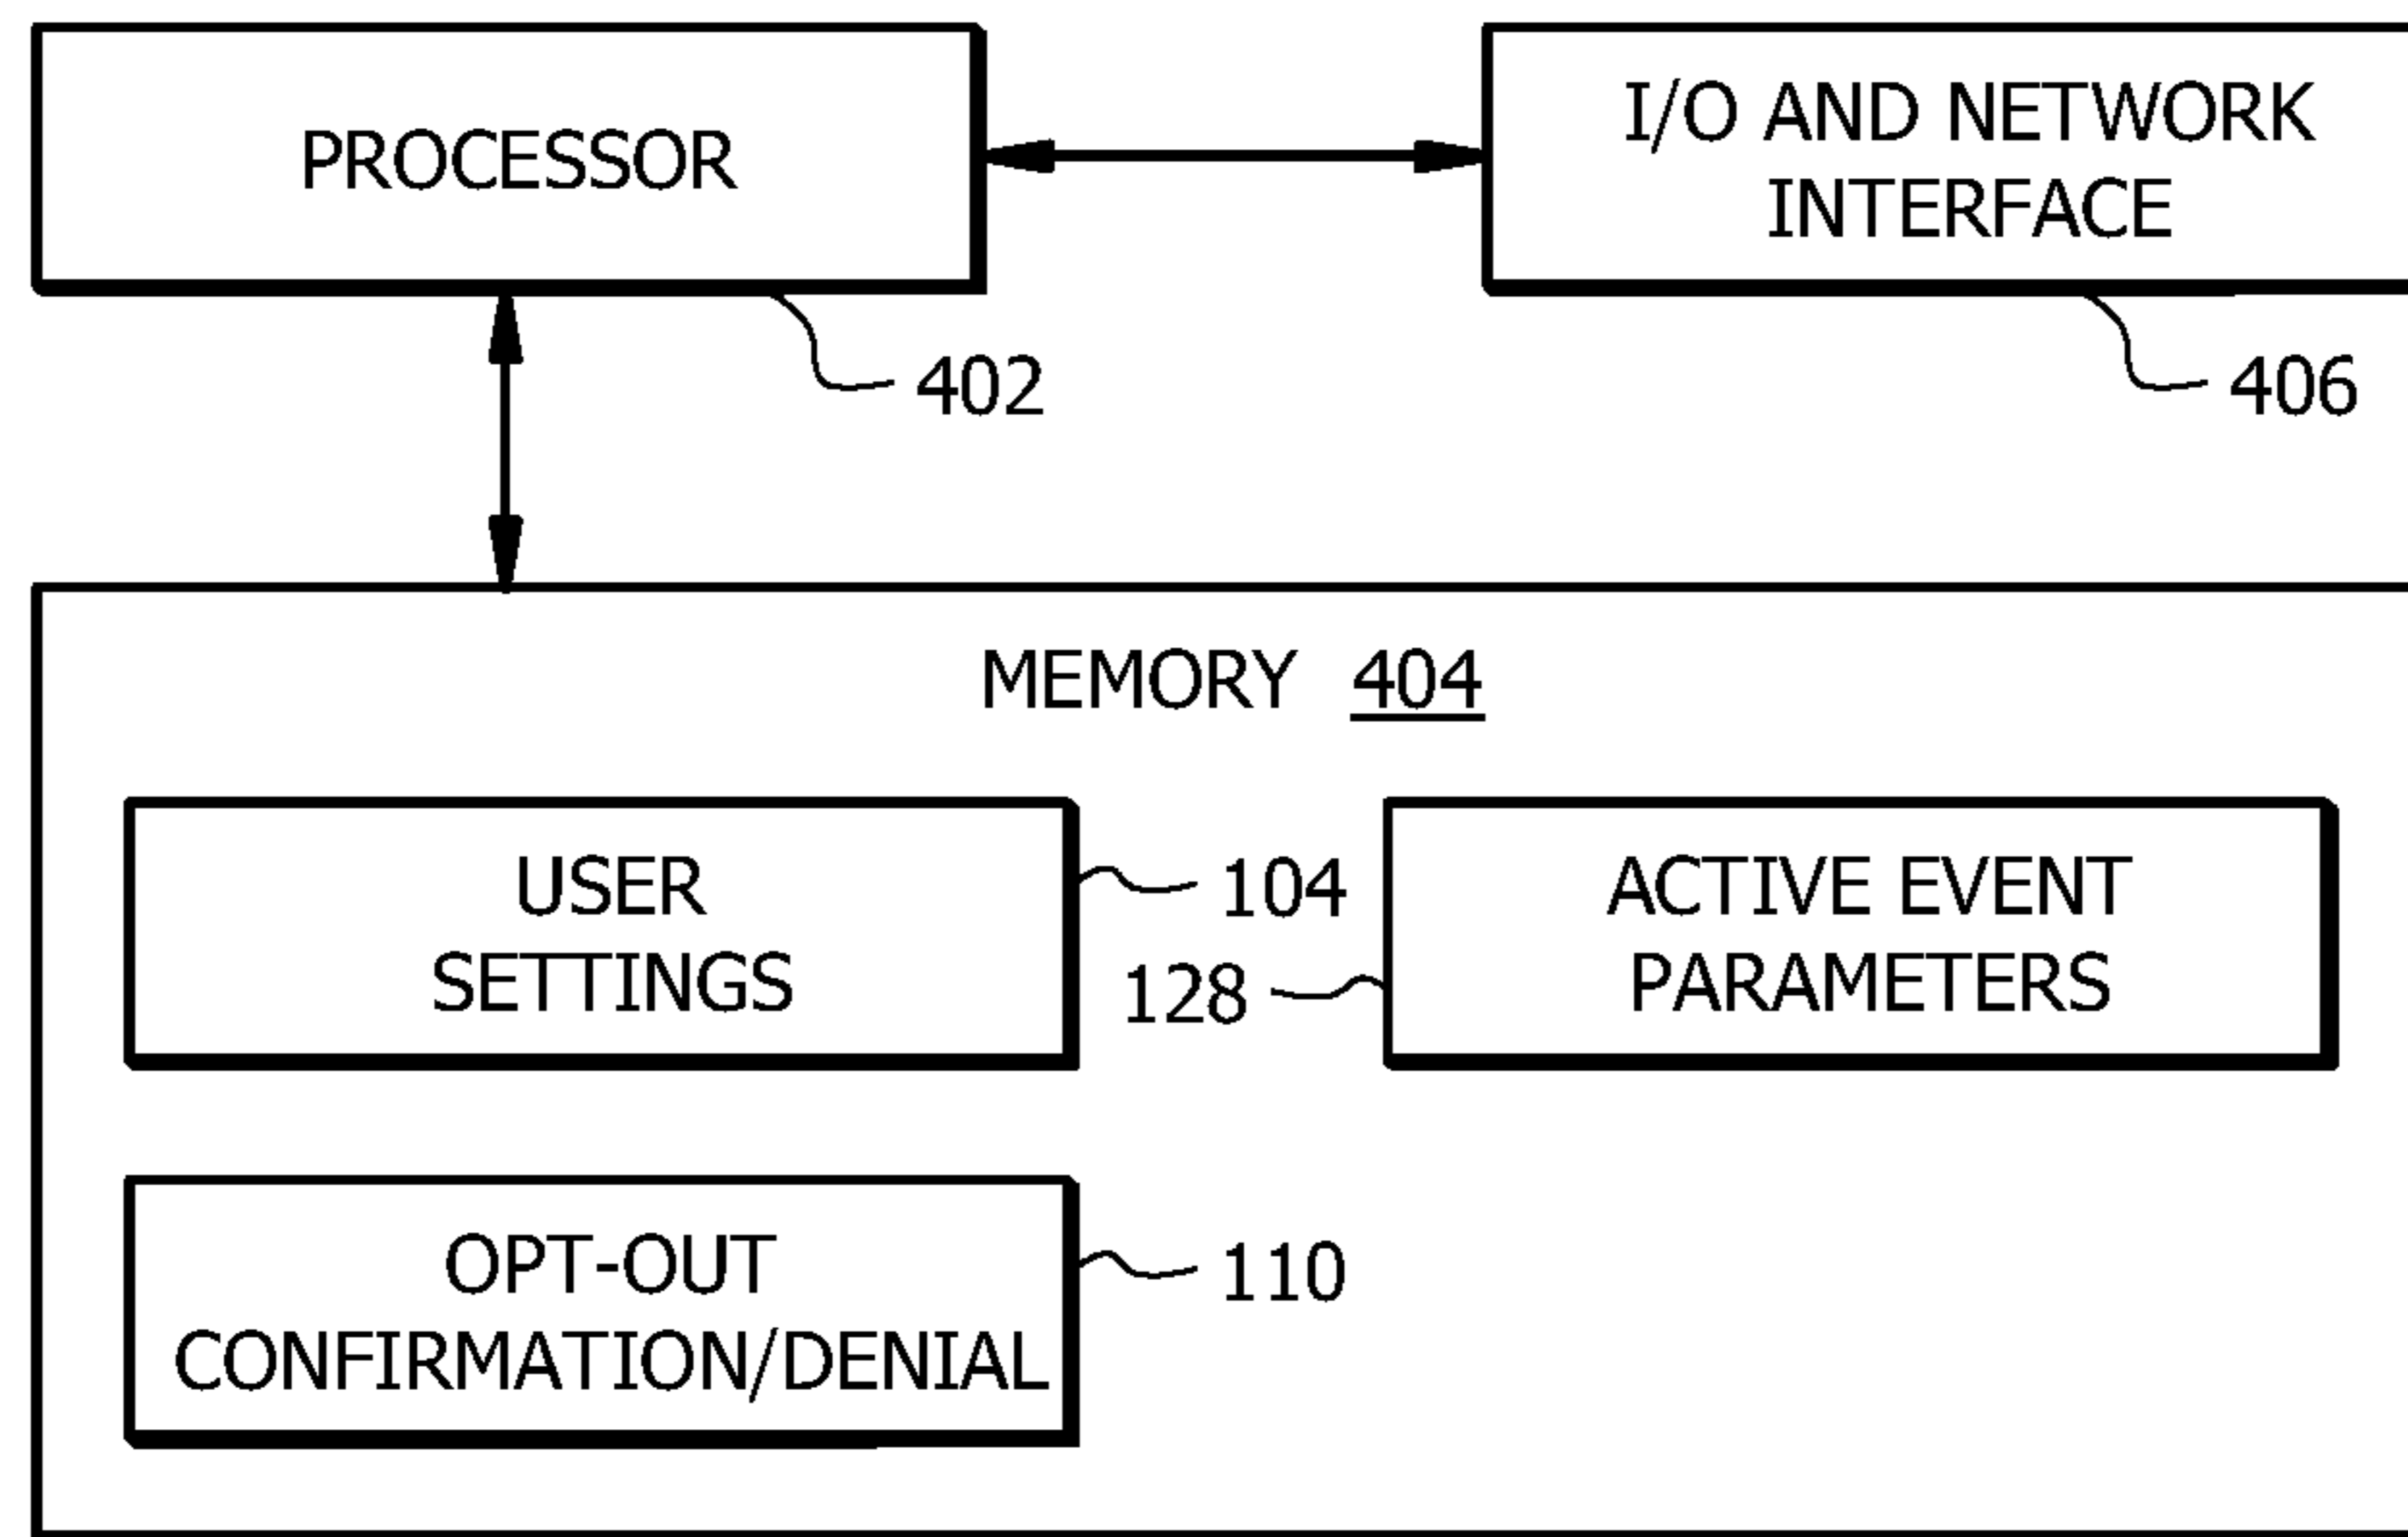 PROCESSOR
I/O AND NETWORK
INTERFACE
402
406
MEMORY 404
USER
SETTINGS
104
128
ACTIVE EVENT
PARAMETERS
OPT-OUT
CONFIRMATION/DENIAL
110